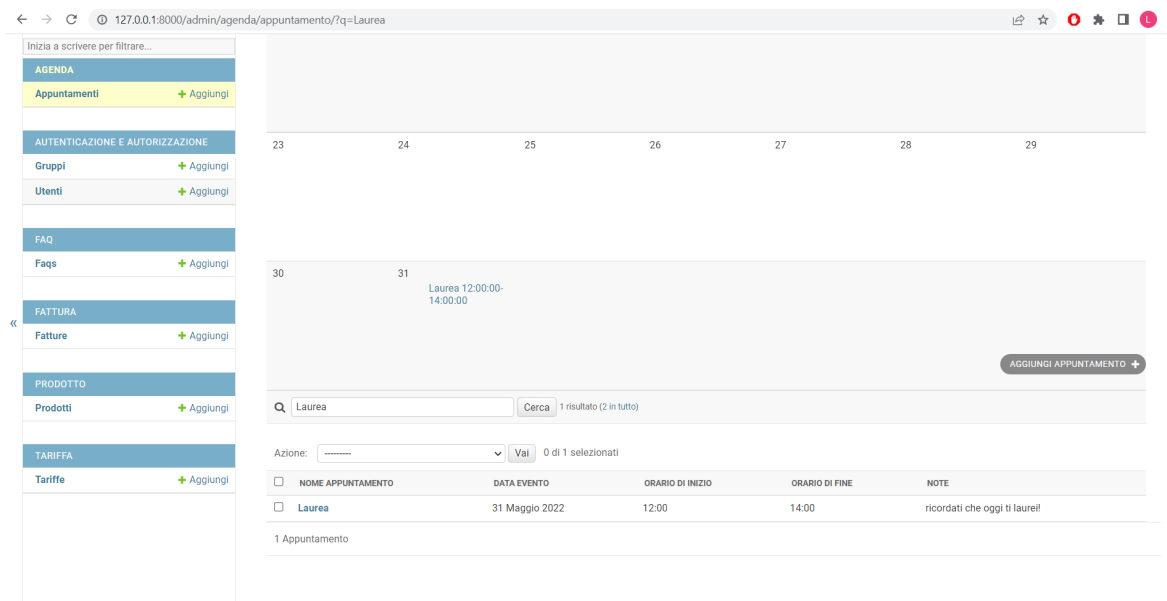 127.0.0.1:8000/admin/agenda/appuntamento/?q=Laurea
L
Inizia a scrivere per filtrare...
AGENDA
Appuntamenti + Aggiungi
AUTENTICAZIONE E AUTORIZZAZIONE
Gruppi + Aggiungi
Utenti + Aggiungi
FAQ
Faqs + Aggiungi
FATTURA
«
Fatture + Aggiungi
PRODOTTO
Prodotti + Aggiungi
TARIFFA
Tariffe + Aggiungi
23 24 25 26 27 28 29
30 31
Laurea 12:00:00-
14:00:00
AGGIUNGI APPUNTAMENTO +
Laurea Cerca 1 risultato (2 in tutto)
Azione: --------- Vai 0 di 1 selezionati
NOME APPUNTAMENTO DATA EVENTO ORARIO DI INIZIO ORARIO DI FINE NOTE
Laurea 31 Maggio 2022 12:00 14:00 ricordati che oggi ti laurei!
1 Appuntamento